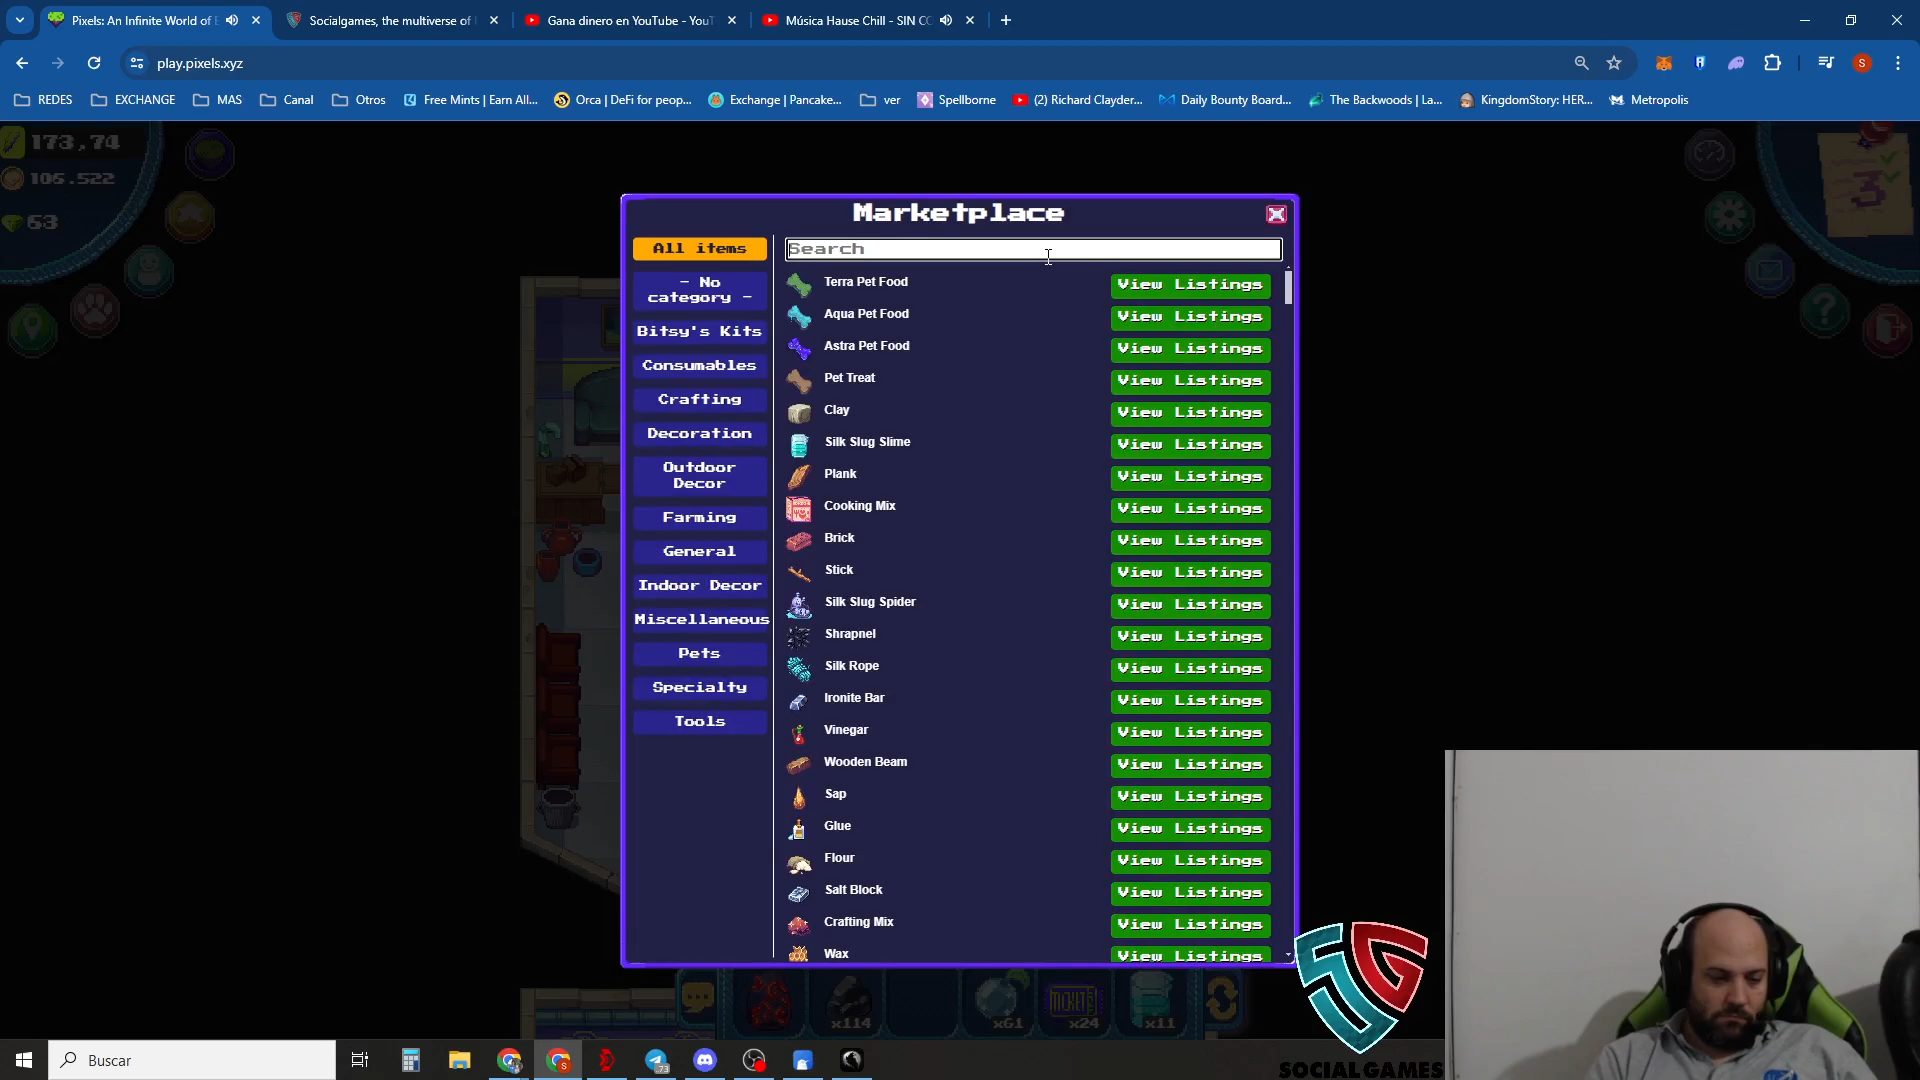 Pixels: An Infinite World of E
Socialgames, the multiverse of
Gana dinero en YouTube - YouT
Música Hause Chill - SIN CO
play.pixels.xyz
S
REDES
EXCHANGE
MAS
Canal
Otros
Free Mints | Earn All...
Orca | DeFi for peop...
Exchange | Pancake...
ver
Spellborne
(2) Richard Clayder...
Daily Bounty Board...
The Backwoods | La...
KingdomStory: HER...
Metropolis
173,74
106.522
63
3
Marketplace
All items
- No
category -
Bitsy's Kits
Consumables
Crafting
Decoration
Outdoor
Decor
Farming
General
Indoor Decor
Miscellaneous
Pets
Specialty
Tools
Search
Terra Pet Food View Listings
Aqua Pet Food View Listings
Astra Pet Food View Listings
Pet Treat View Listings
Clay View Listings
Silk Slug Slime View Listings
Plank View Listings
Cooking Mix View Listings
Brick View Listings
Stick View Listings
Silk Slug Spider View Listings
Shrapnel View Listings
Silk Rope View Listings
Ironite Bar View Listings
Vinegar View Listings
Wooden Beam View Listings
Sap View Listings
Glue View Listings
Flour View Listings
Salt Block View Listings
Crafting Mix View Listings
Wax View Listings
x114
x61
x24
x11
SG
SOCIALGAMES
Buscar
73